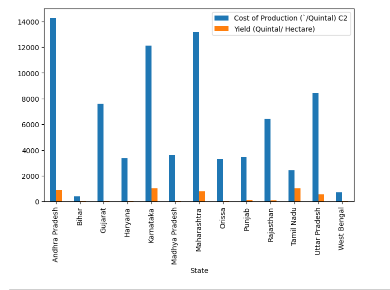 Cost of Production (`/Quintal) C2
Yield (Quintal/ Hectare)
14000
12000
10000
8000
6000
4000
2000
0
Andhra Pradesh
Bihar
Gujarat
Haryana
Karnataka
Madhya Pradesh
Maharashtra
Orissa
Punjab
Rajasthan
Tamil Nadu
Uttar Pradesh
West Bengal
State